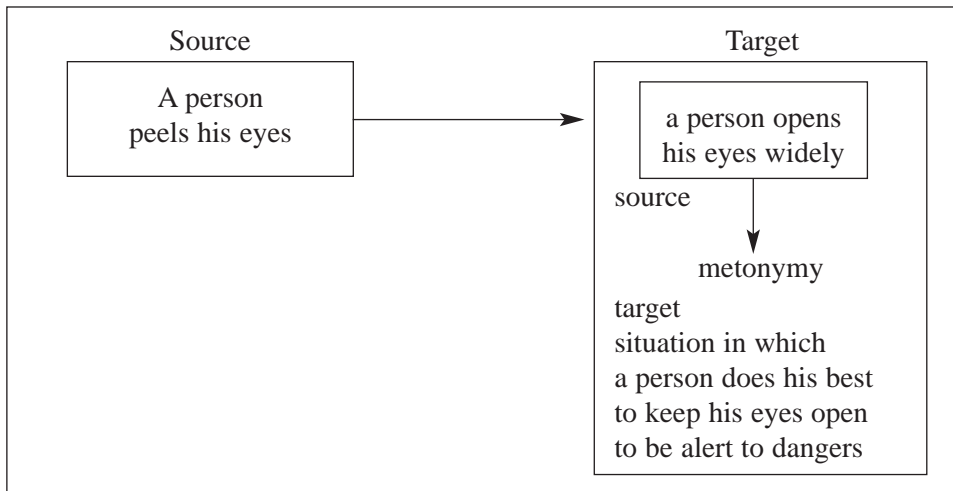 Source
A person
peels his eyes
Target
a person opens
his eyes widely
source
metonymy
target
situation in which
a person does his best
to keep his eyes open
to be alert to dangers